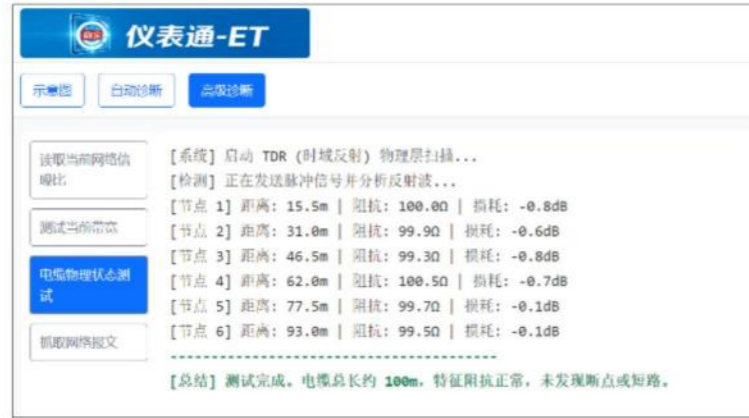 仪表通-ET
示意图
自动诊断
高级诊断
读取当前网络信
噪比
测试当前带宽
电缆物理状态测
试
抓取网络报文
[系统] 启动 TDR (时域反射) 物理层扫描...
[检测] 正在发送脉冲信号并分析反射波...
[节点 1] 距离: 15.5m | 阻抗: 100.0Ω | 损耗: -0.8dB
[节点 2] 距离: 31.0m | 阻抗: 99.9Ω | 损耗: -0.6dB
[节点 3] 距离: 46.5m | 阻抗: 99.3Ω | 损耗: -0.8dB
[节点 4] 距离: 62.0m | 阻抗: 100.5Ω | 损耗: -0.7dB
[节点 5] 距离: 77.5m | 阻抗: 99.7Ω | 损耗: -0.1dB
[节点 6] 距离: 93.0m | 阻抗: 99.5Ω | 损耗: -0.1dB
----------------------------------------
[总结] 测试完成。电缆总长约 100m，特征阻抗正常，未发现断点或短路。